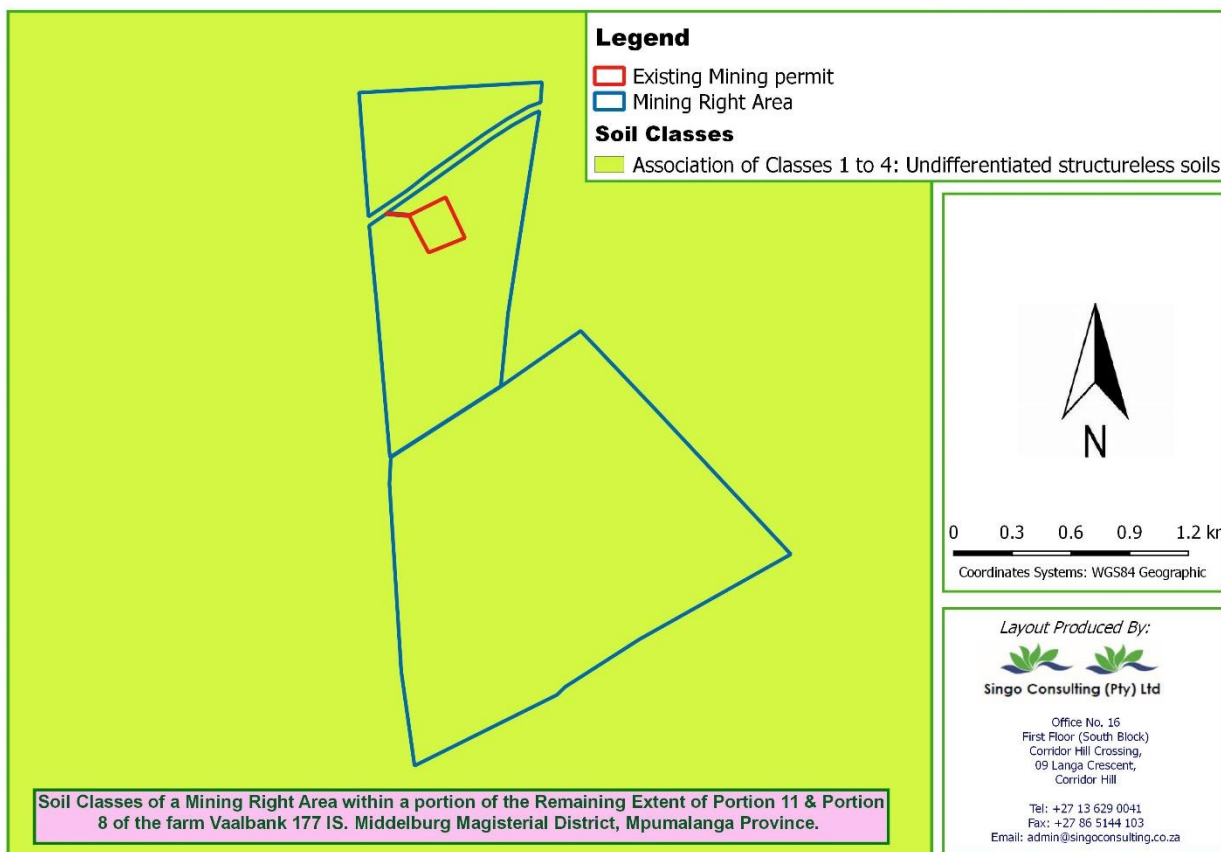 Legend
Existing Mining permit
Mining Right Area
Soil Classes
Association of Classes 1 to 4: Undifferentiated structureless soils
N
0 0.3 0.6 0.9 1.2 km
Coordinates Systems: WGS84 Geographic
Layout Produced By:
Singo Consulting (Pty) Ltd
Office No. 16
First Floor (South Block)
Corridor Hill Crossing,
09 Langa Crescent,
Corridor Hill
Tel: +27 13 629 0041
Fax: +27 86 5144 103
Email: admin@singoconsulting.co.za
Soil Classes of a Mining Right Area within a portion of the Remaining Extent of Portion 11 & Portion
8 of the farm Vaalbank 177 IS. Middelburg Magisterial District, Mpumalanga Province.